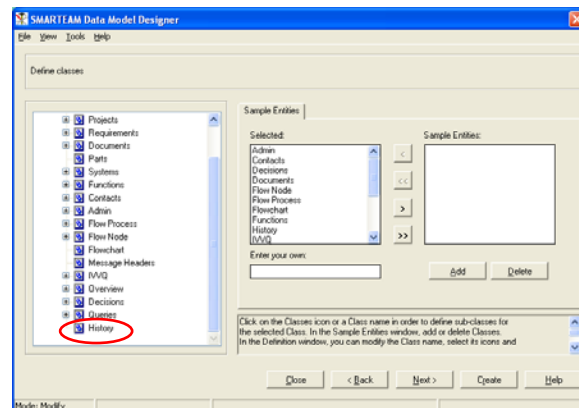 SMARTEAM Data Model Designer
File View Tools Help
Define classes
Projects
Requirements
Documents
Parts
Systems
Functions
Contacts
Admin
Flow Process
Flow Node
Flowchart
Message Headers
IVVQ
Overview
Decisions
Queries
History
Sample Entities
Selected:
Sample Entities:
Admin
Contacts
Decisions
Documents
Flow Node
Flow Process
Flowchart
Functions
History
IVVQ
<
<<
>
>>
Enter your own:
Add
Delete
Click on the Classes icon or a Class name in order to define sub-classes for
the selected Class. In the Sample Entities window, add or delete Classes.
In the Definition window, you can modify the Class name, select its icons and
Close
< Back
Next >
Create
Help
Mode: Modify